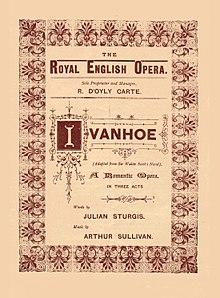 THE
ROYAL ENGLISH OPERA.
Sole Proprietor and Manager,
R. D'OYLY CARTE.
IVANHOE
(Adapted from Sir Walter Scott's Novel),
A Romantic Opera.
IN THREE ACTS
Words by
JULIAN STURGIS.
Music by
ARTHUR SULLIVAN.